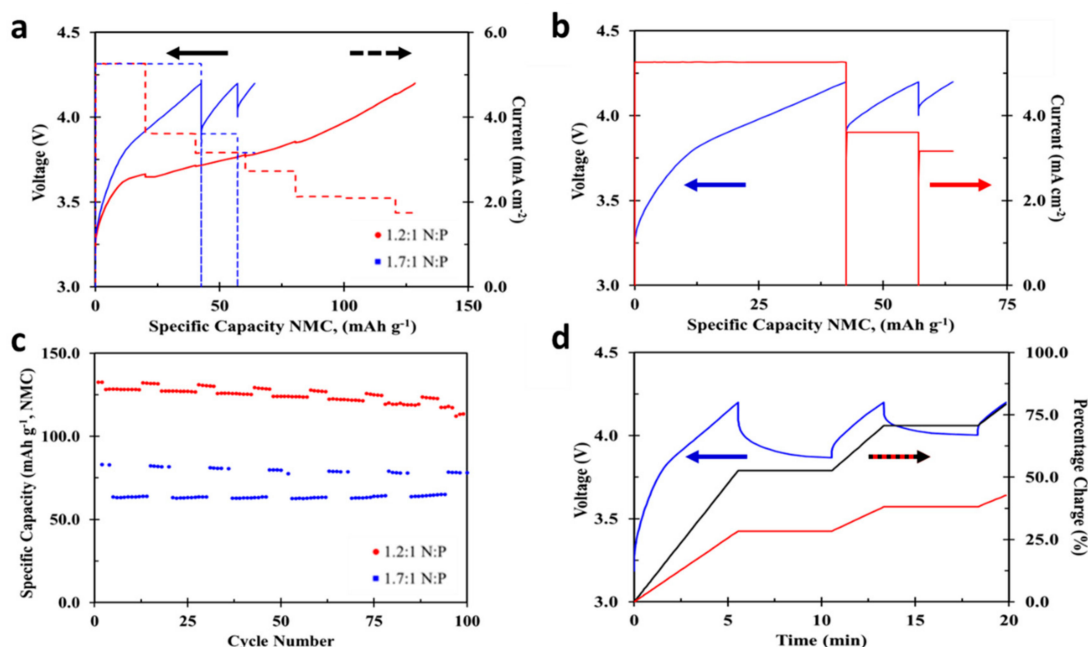 a
4.5
4.0
3.5
3.0
Voltage (V)
6.0
4.0
2.0
0.0
Current (mA cm-2)
1.2:1 N:P
1.7:1 N:P
0
50
100
150
Specific Capacity NMC, (mAh g-1)
b
4.5
4.0
3.5
3.0
Voltage (V)
6.0
4.0
2.0
0.0
Current (mA cm-2)
0
25
50
75
Specific Capacity NMC, (mAh g-1)
c
150.0
100.0
50.0
0.0
Specific Capacity (mAh g-1, NMC)
1.2:1 N:P
1.7:1 N:P
0
25
50
75
100
Cycle Number
d
4.5
4.0
3.5
3.0
Voltage (V)
100.0
75.0
50.0
25.0
0.0
Percentage Charge (%)
0
5
10
15
20
Time (min)